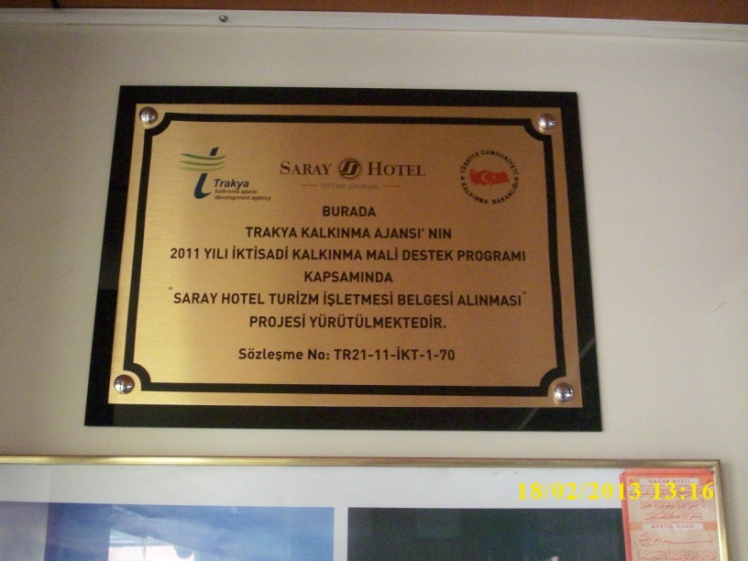 Trakya
kalkınma ajansı
development agency
SARAY HOTEL
TÜRKİYE CUMHURİYETİ
KALKINMA BAKANLIĞI
BURADA
TRAKYA KALKINMA AJANSI' NIN
2011 YILI İKTİSADİ KALKINMA MALİ DESTEK PROGRAMI
KAPSAMINDA
"SARAY HOTEL TURİZM İŞLETMESİ BELGESİ ALINMASI"
PROJESİ YÜRÜTÜLMEKTEDİR.
Sözleşme No: TR21-11-İKT-1-70
18/02/2013 13:16
NAZAR AYETİ